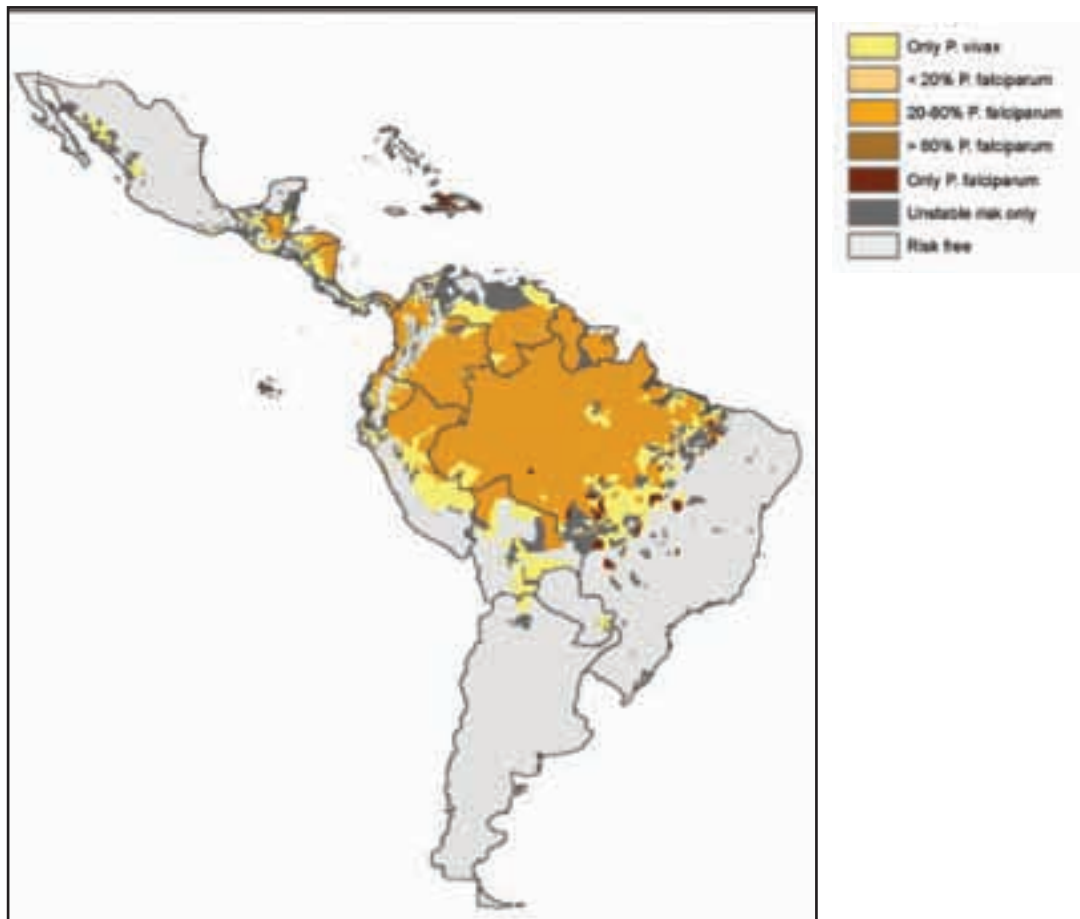 Only P. vivax
< 20% P. falciparum
20-80% P. falciparum
> 80% P. falciparum
Only P. falciparum
Unstable risk only
Risk free